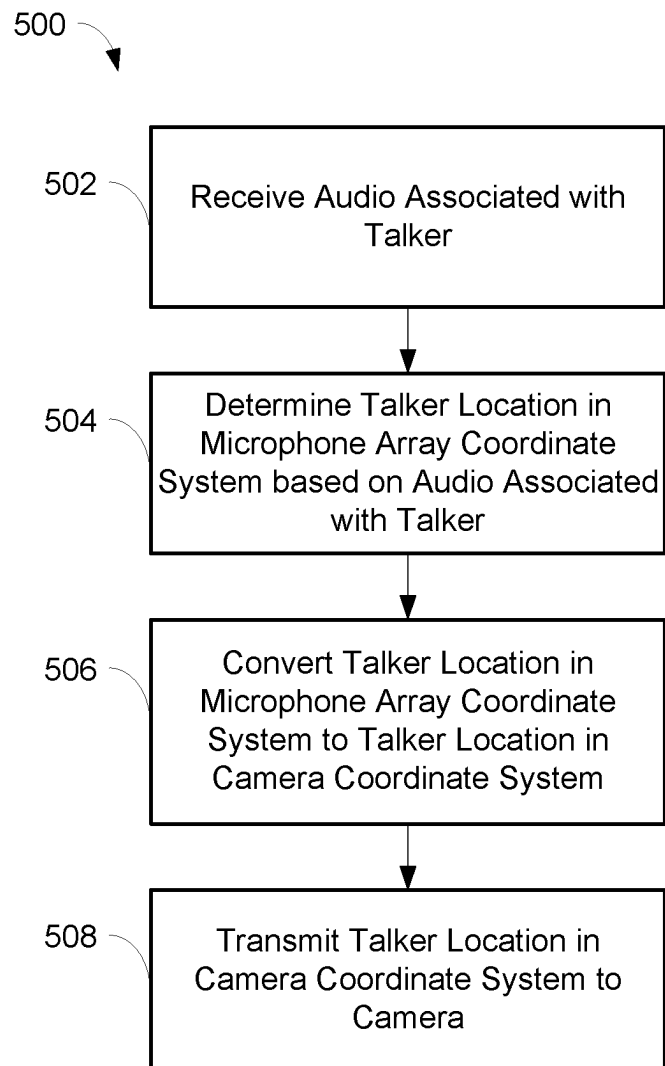 500
502
Receive Audio Associated with
Talker
504
Determine Talker Location in
Microphone Array Coordinate
System based on Audio Associated
with Talker
506
Convert Talker Location in
Microphone Array Coordinate
System to Talker Location in
Camera Coordinate System
508
Transmit Talker Location in
Camera Coordinate System to
Camera